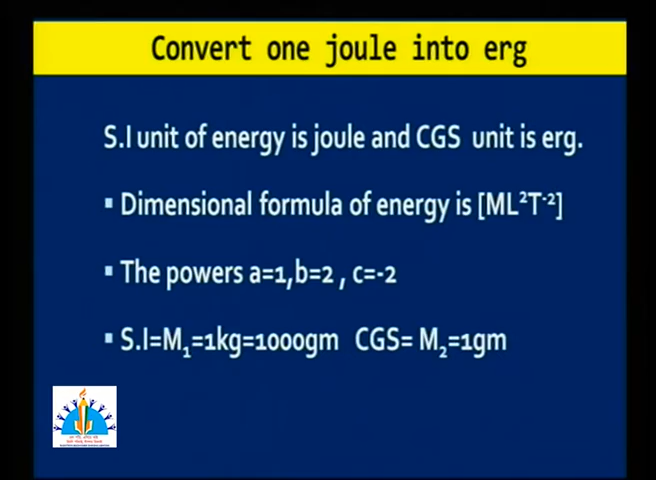 Convert one joule into erg
S.I unit of energy is joule and CGS unit is erg.
▪ Dimensional formula of energy is [ML²T⁻²]
▪ The powers a=1,b=2 , c=-2
▪ S.I=M₁=1kg=1000gm CGS= M₂=1gm